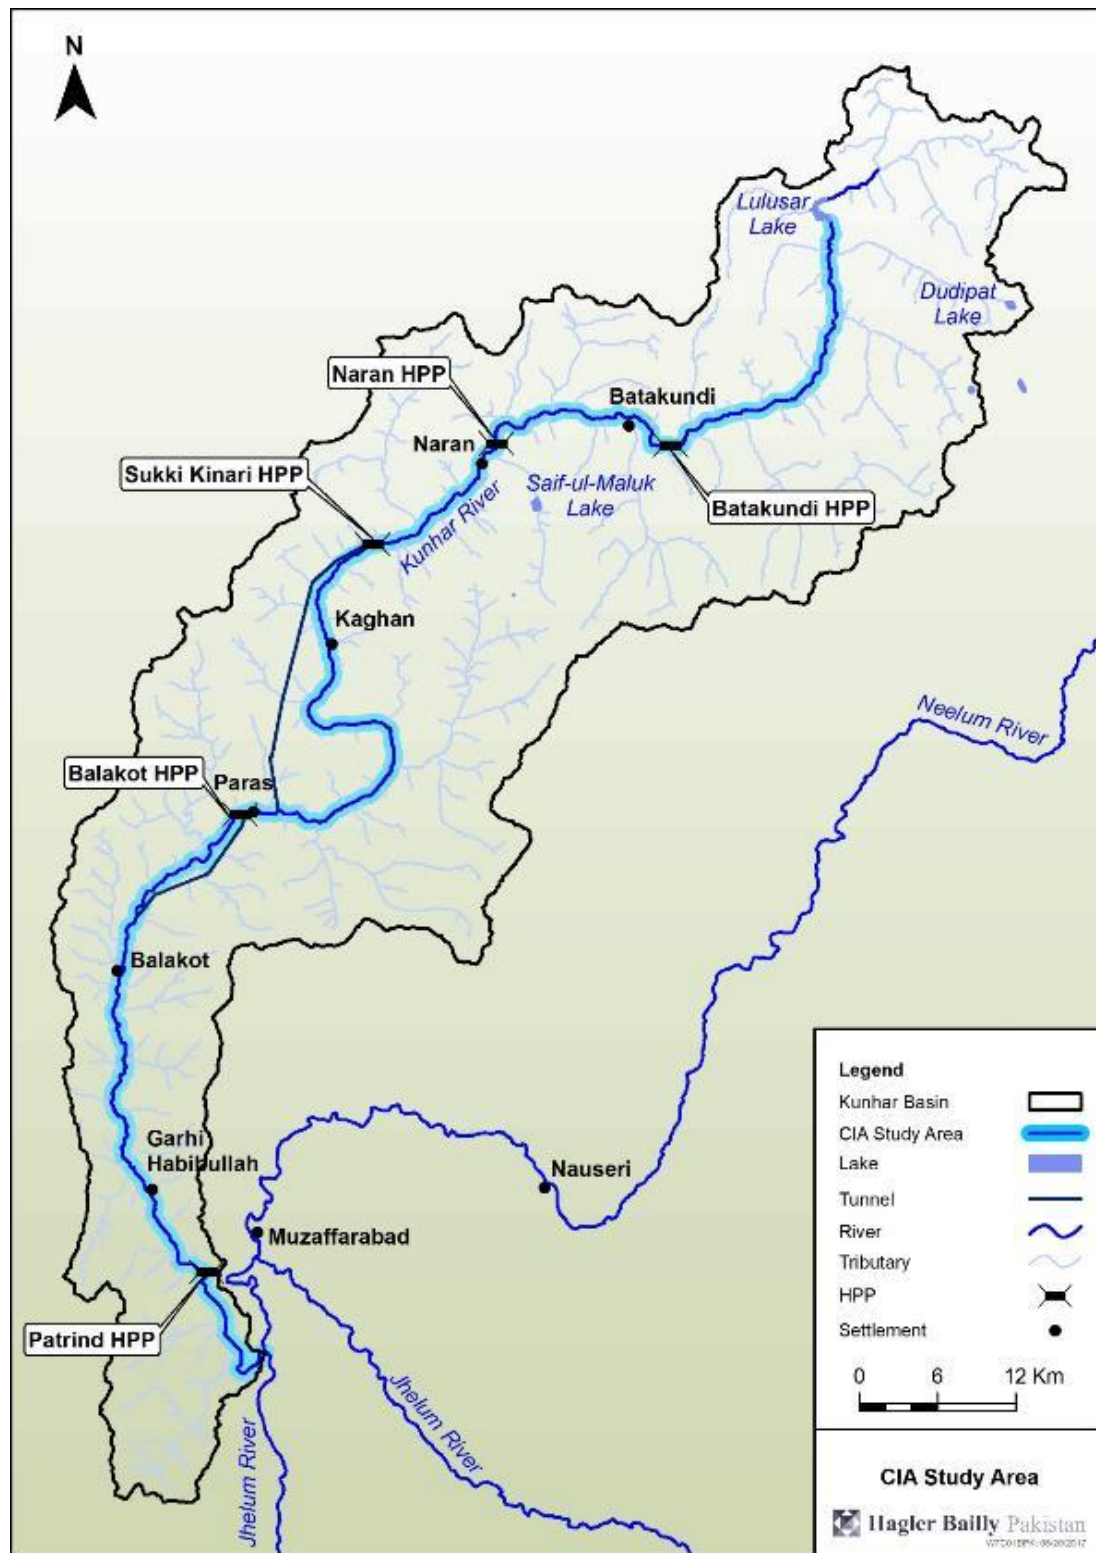 N
Lulusar
Lake
Dudipat
Lake
Naran HPP
Batakundi
Naran
Sukki Kinari HPP
Saif-ul-Maluk
Lake
Batakundi HPP
Kunhar River
Kaghan
Neelum River
Balakot HPP
Paras
Balakot
Garhi
Habibullah
Nauseri
Muzaffarabad
Patrind HPP
Jhelum River
Jhelum River
Legend
Kunhar Basin
CIA Study Area
Lake
Tunnel
River
Tributary
HPP
Settlement
0 6 12 Km
CIA Study Area
Hagler Bailly Pakistan